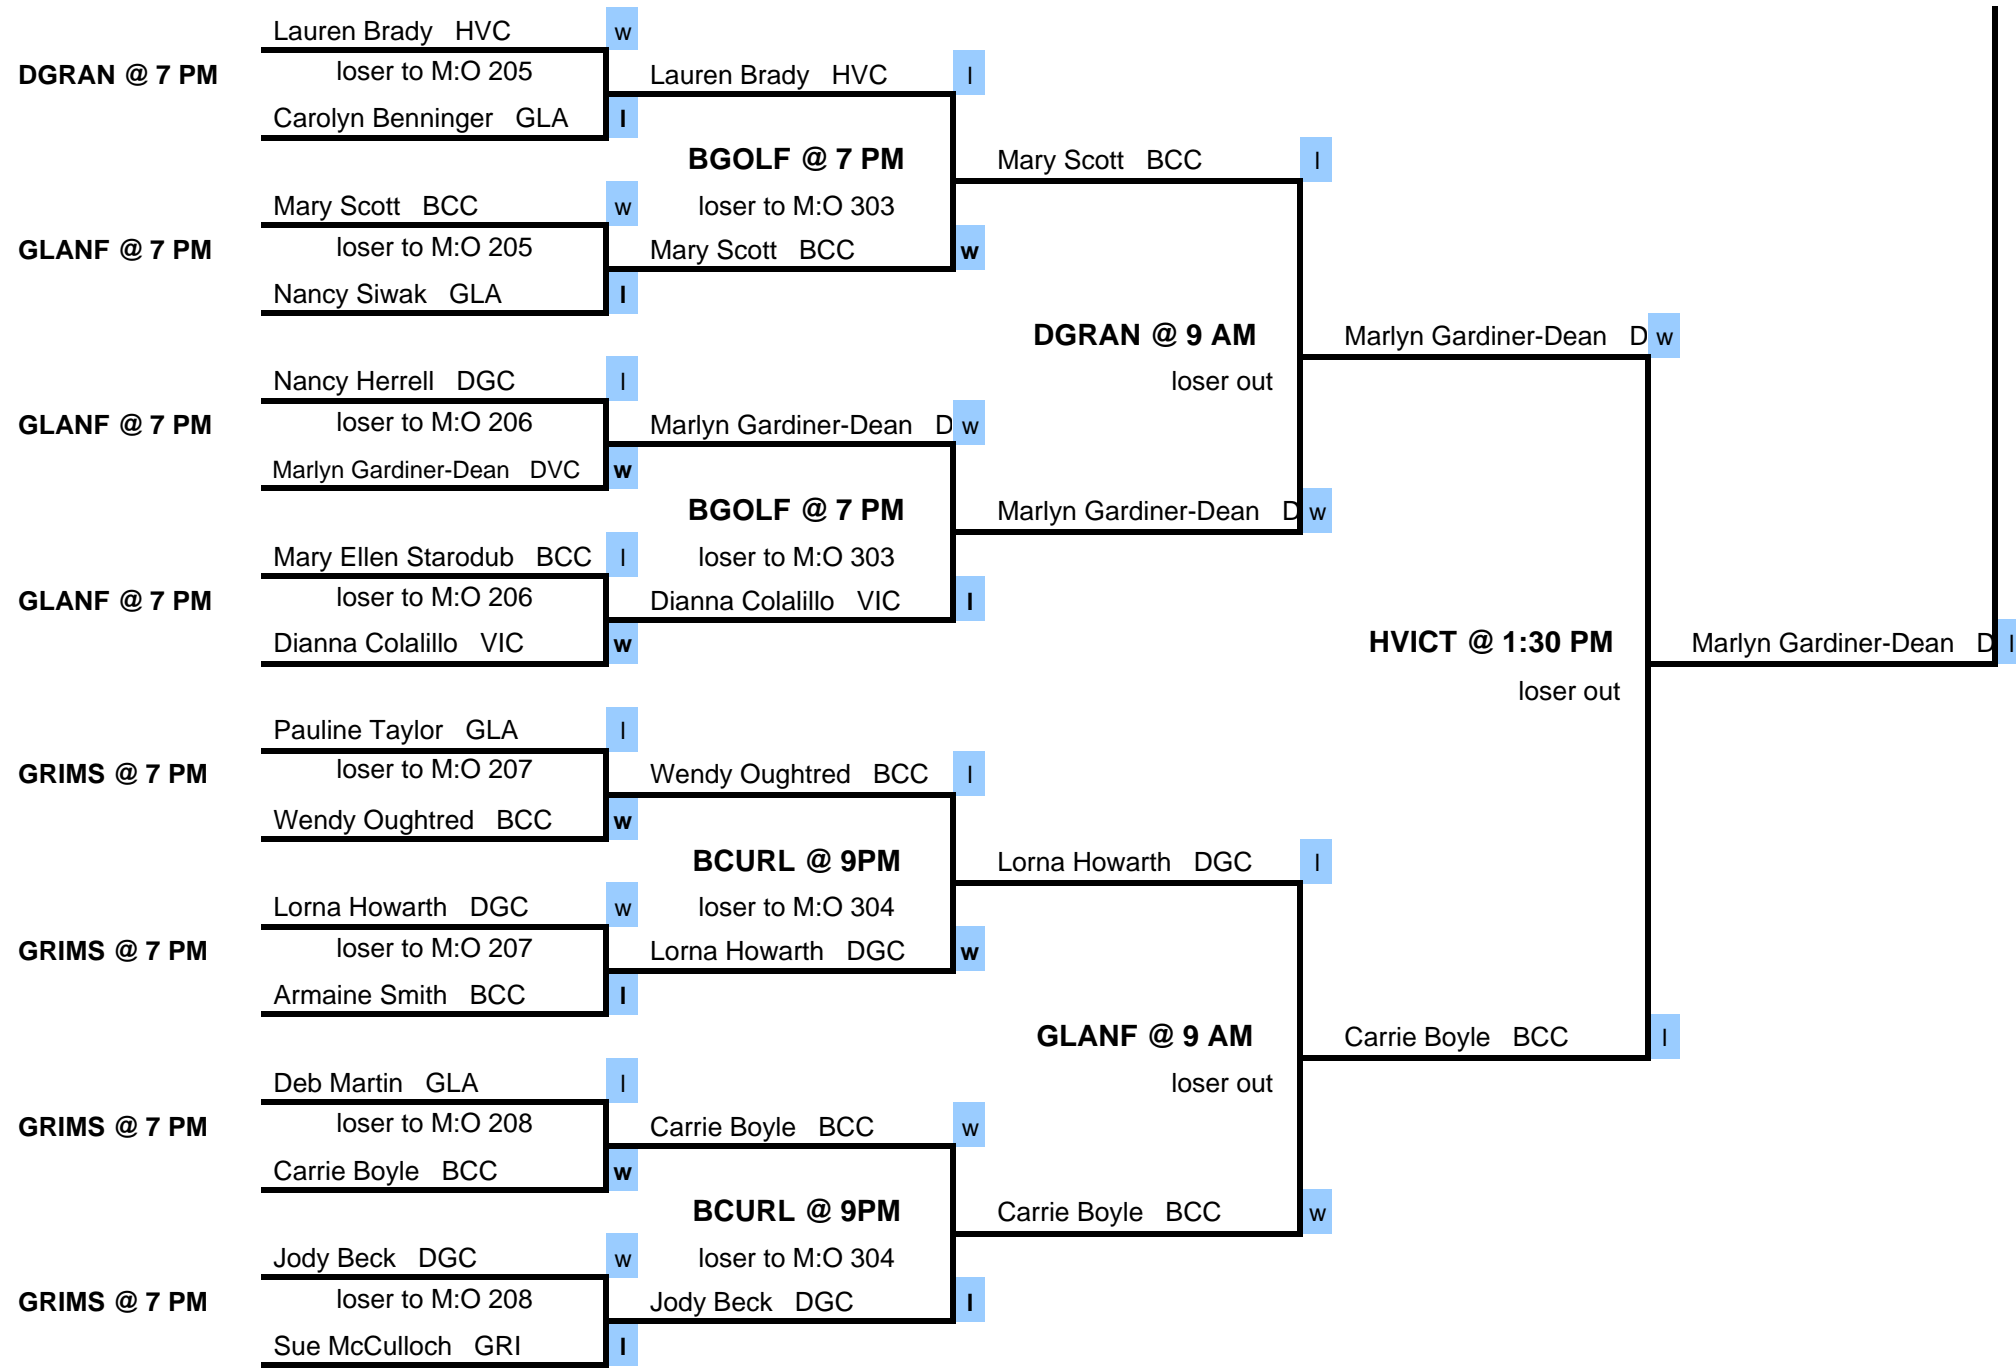 Lauren Brady HVC w
DGRAN @ 7 PM loser to M:O 205 Lauren Brady HVC l
Carolyn Benninger GLA l
BGOLF @ 7 PM Mary Scott BCC l
Mary Scott BCC w loser to M:O 303
GLANF @ 7 PM loser to M:O 205 Mary Scott BCC w
Nancy Siwak GLA l
DGRAN @ 9 AM Marlyn Gardiner-Dean D w
Nancy Herrell DGC l loser out
GLANF @ 7 PM loser to M:O 206 Marlyn Gardiner-Dean D w
Marlyn Gardiner-Dean DVC w
BGOLF @ 7 PM Marlyn Gardiner-Dean D w
Mary Ellen Starodub BCC l loser to M:O 303
GLANF @ 7 PM loser to M:O 206 Dianna Colalillo VIC l
Dianna Colalillo VIC w HVICT @ 1:30 PM Marlyn Gardiner-Dean D l
loser out
Pauline Taylor GLA l
GRIMS @ 7 PM loser to M:O 207 Wendy Oughtred BCC l
Wendy Oughtred BCC w
BCURL @ 9PM Lorna Howarth DGC l
Lorna Howarth DGC w loser to M:O 304
GRIMS @ 7 PM loser to M:O 207 Lorna Howarth DGC w
Armaine Smith BCC l
GLANF @ 9 AM Carrie Boyle BCC l
Deb Martin GLA l loser out
GRIMS @ 7 PM loser to M:O 208 Carrie Boyle BCC w
Carrie Boyle BCC w
BCURL @ 9PM Carrie Boyle BCC w
Jody Beck DGC w loser to M:O 304
GRIMS @ 7 PM loser to M:O 208 Jody Beck DGC l
Sue McCulloch GRI l